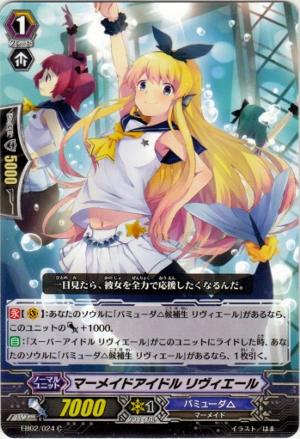 1
5000
一目見たら、彼女を全力で応援したくなるんだ。
【永】【(V)】:あなたのソウルに「バミューダ△候補生 リヴィエール」があるなら、
このユニットの+1000。
【自】:『スーパーアイドル リヴィエール』がこのユニットにライドした時、
あなたのソウルに「バミューダ△候補生 リヴィエール」があるなら、1枚引く。
ノーマル
ユニット
マーメイドアイドル リヴィエール
7000
1
バミューダ△
マーメイド
EB02/024 C
イラスト/はま